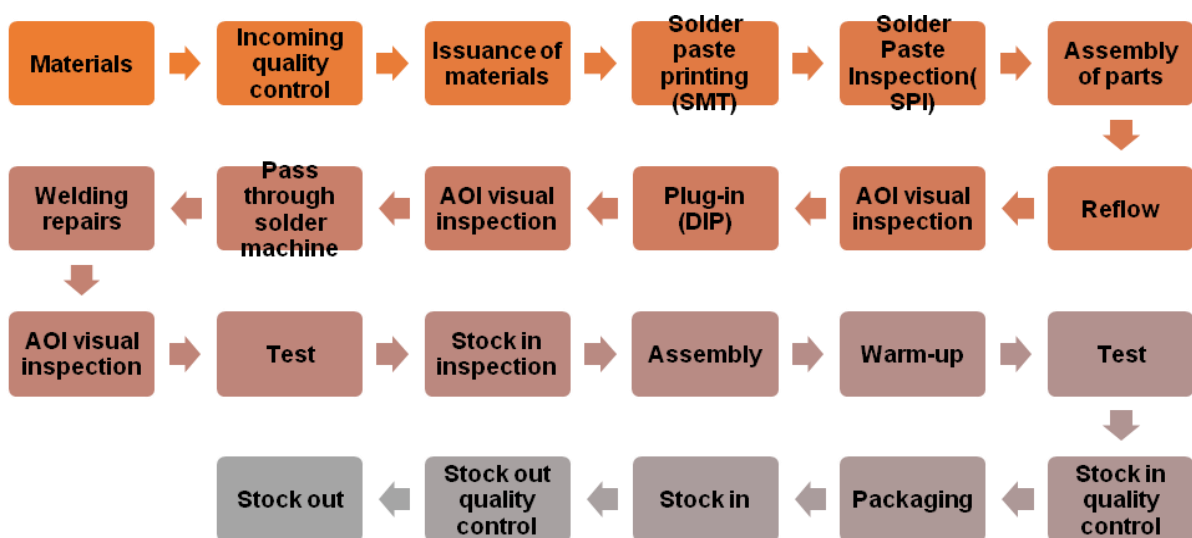 Materials
Incoming
quality
control
Issuance of
materials
Solder
paste
printing
(SMT)
Solder
Paste
Inspection(
SPI)
Assembly
of parts
Reflow
AOI visual
inspection
Plug-in
(DIP)
AOI visual
inspection
Pass
through
solder
machine
Welding
repairs
AOI visual
inspection
Test
Stock in
inspection
Assembly
Warm-up
Test
Stock in
quality
control
Packaging
Stock in
Stock out
quality
control
Stock out